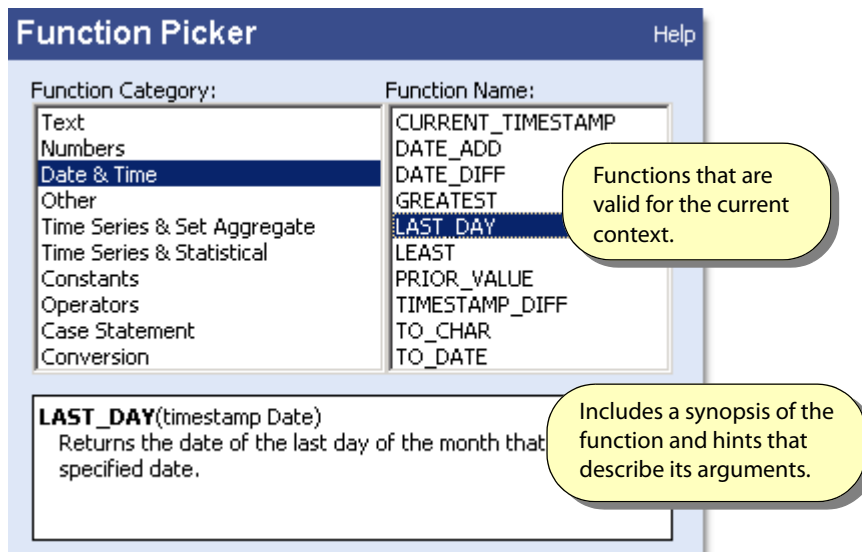 Function Picker
Help
Function Category:
Text
Numbers
Date & Time
Other
Time Series & Set Aggregate
Time Series & Statistical
Constants
Operators
Case Statement
Conversion
Function Name:
CURRENT_TIMESTAMP
DATE_ADD
DATE_DIFF
GREATEST
LAST_DAY
LEAST
PRIOR_VALUE
TIMESTAMP_DIFF
TO_CHAR
TO_DATE
Functions that are
valid for the current
context.
LAST_DAY(timestamp Date)
Returns the date of the last day of the month that
specified date.
Includes a synopsis of the
function and hints that
describe its arguments.